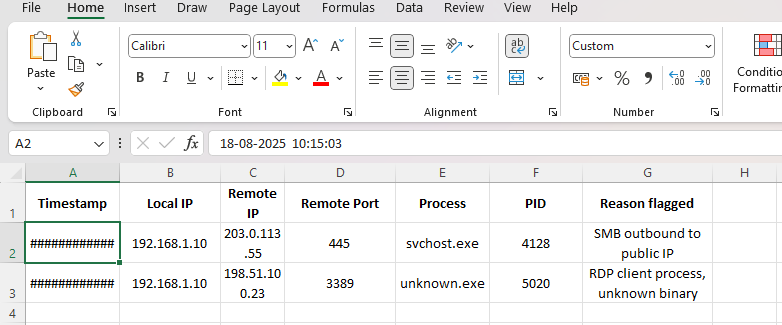 File Home Insert Draw Page Layout Formulas Data Review View
Calibri 11 A^ A˅ ab c Custom
Paste B I U A % 9 .00 Conditio
Formattin
Clipboard Font Alignment Number
A2 fx 18-08-2025 10:15:03
A B C D E F G H
1 Timestamp Local IP Remote IP Remote Port Process PID Reason flagged
2 ############ 192.168.1.10 203.0.113.55 445 svchost.exe 4128 SMB outbound to public IP
3 ############ 192.168.1.10 198.51.100.23 3389 unknown.exe 5020 RDP client process, unknown binary
4